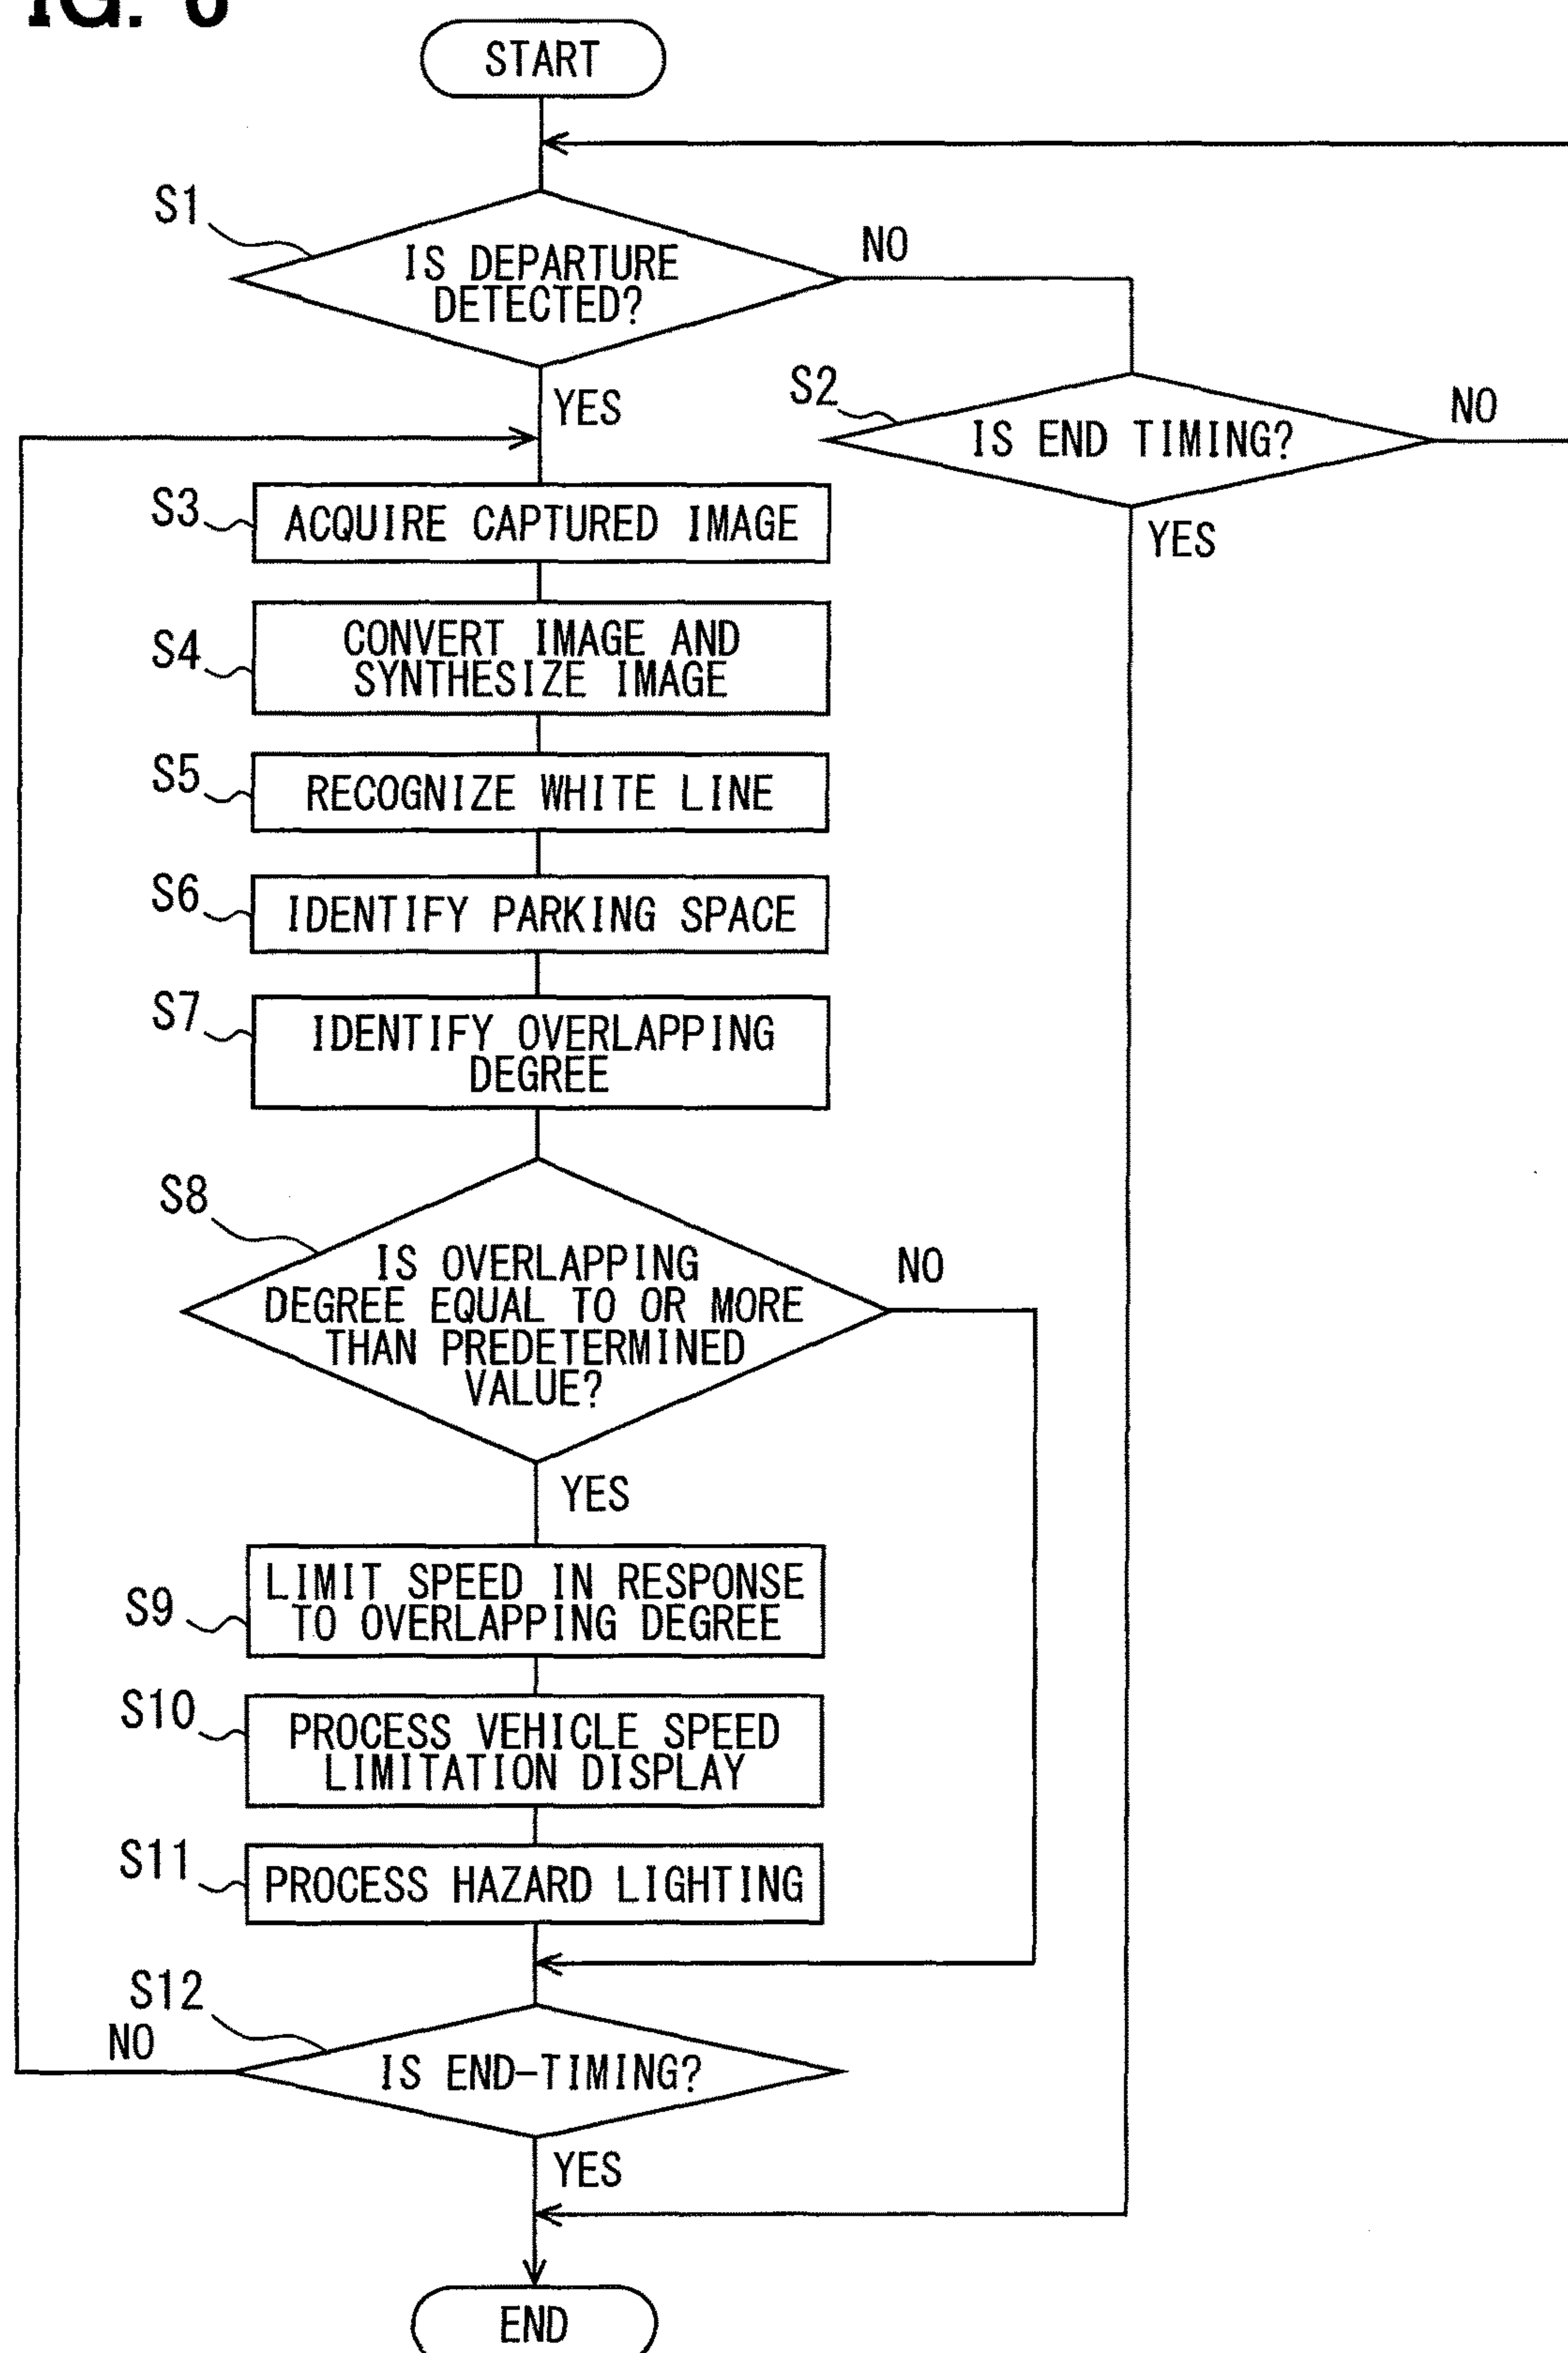 START
S1
IS DEPARTURE
DETECTED?
NO
YES
S2
IS END TIMING?
NO
YES
S3
ACQUIRE CAPTURED IMAGE
S4
CONVERT IMAGE AND
SYNTHESIZE IMAGE
S5
RECOGNIZE WHITE LINE
S6
IDENTIFY PARKING SPACE
S7
IDENTIFY OVERLAPPING
DEGREE
S8
IS OVERLAPPING
DEGREE EQUAL TO OR MORE
THAN PREDETERMINED
VALUE?
NO
YES
S9
LIMIT SPEED IN RESPONSE
TO OVERLAPPING DEGREE
S10
PROCESS VEHICLE SPEED
LIMITATION DISPLAY
S11
PROCESS HAZARD LIGHTING
S12
NO
IS END-TIMING?
YES
END